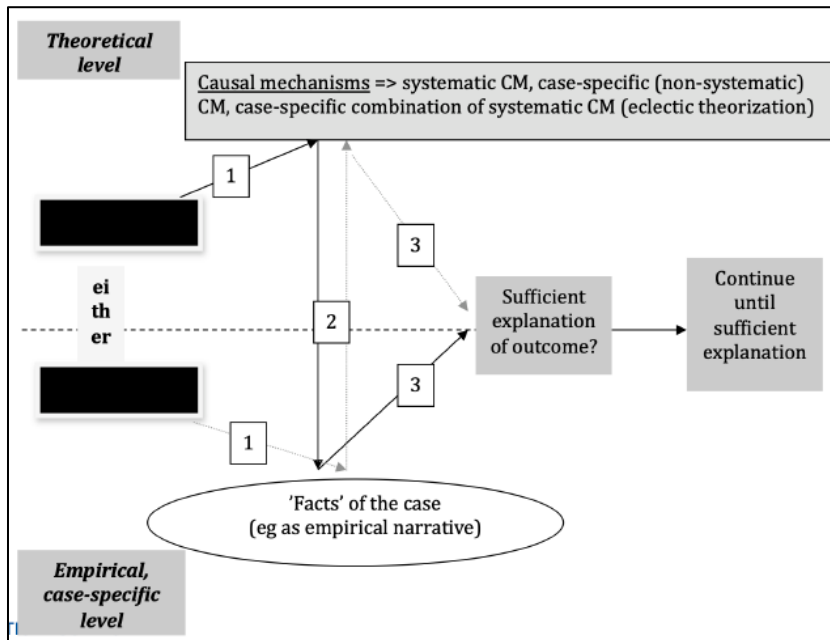 Theoretical
level
Causal mechanisms => systematic CM, case-specific (non-systematic)
CM, case-specific combination of systematic CM (eclectic theorization)
1
3
ei
th
er
2
Sufficient
explanation
of outcome?
Continue
until
sufficient
explanation
3
1
'Facts' of the case
(eg as empirical narrative)
Empirical,
case-specific
level